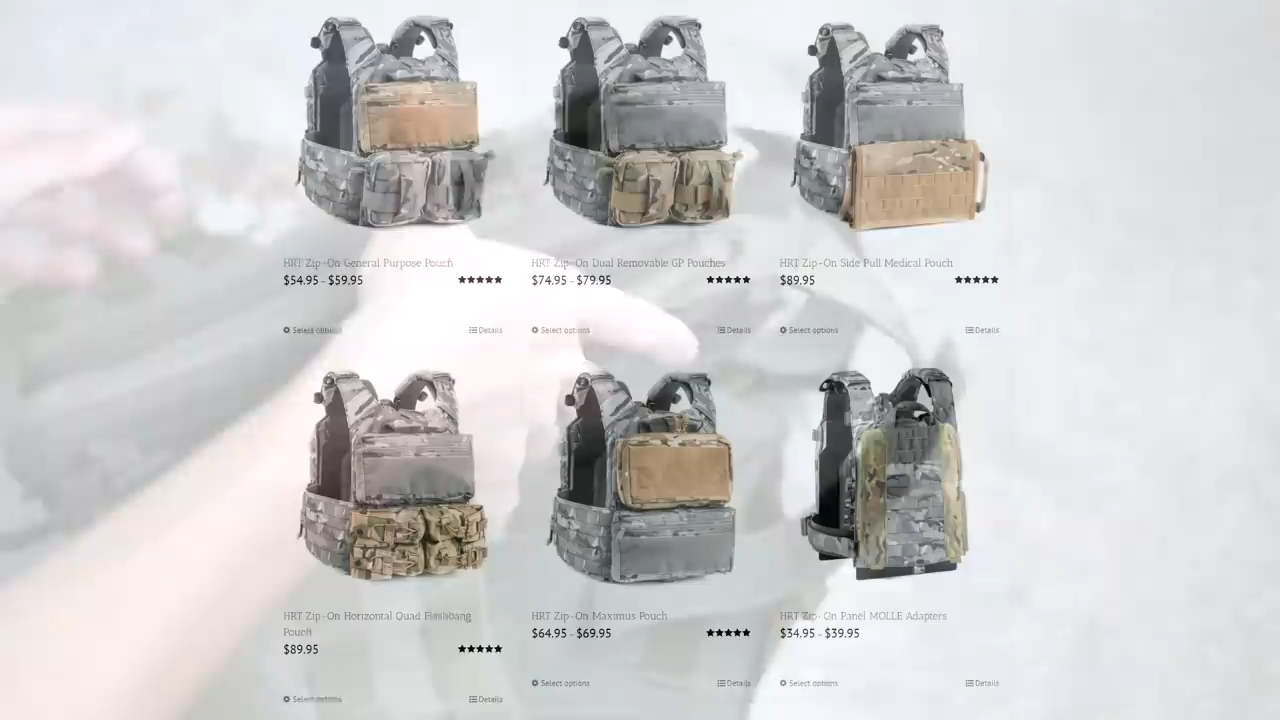 HRT Zip-On General Purpose Pouch
$54.95 - $59.95
Select options
Details
HRT Zip-On Dual Removable GP Pouches
$74.95 - $79.95
Select options
Details
HRT Zip-On Side Pull Medical Pouch
$89.95
Select options
Details
HRT Zip-On Horizontal Quad Flashbang
Pouch
$89.95
Select options
Details
HRT Zip-On Maximus Pouch
$64.95 - $69.95
Select options
Details
HRT Zip-On Panel MOLLE Adapters
$34.95 - $39.95
Select options
Details